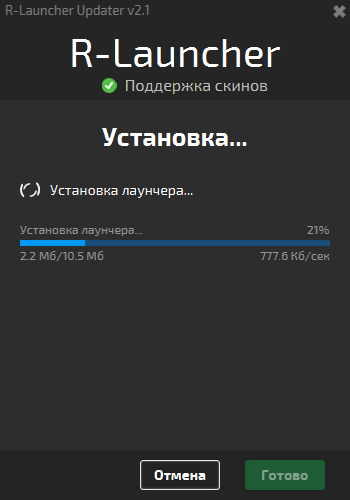 R-Launcher Updater v2.1
R-Launcher
Поддержка скинов
Установка...
Установка лаунчера...
Установка лаунчера... 21%
2.2 Мб/10.5 Мб 777.6 Кб/сек
Отмена Готово